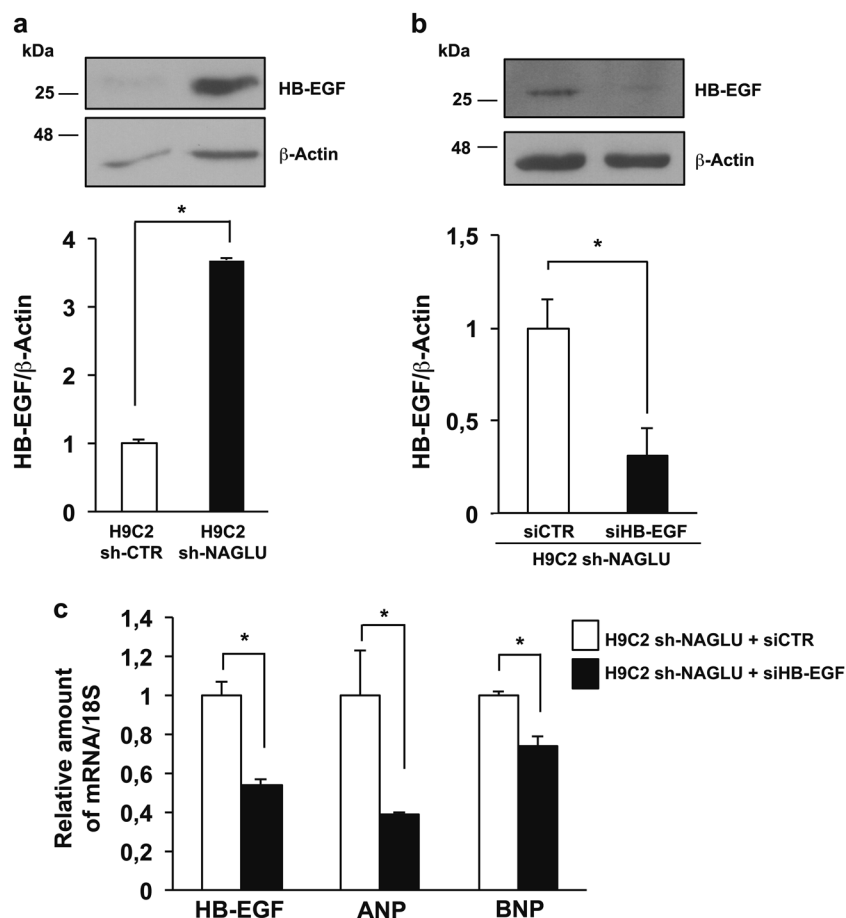 a
kDa
25
HB-EGF
48
β-Actin
*
HB-EGF/β-Actin
4
3
2
1
0
H9C2
sh-CTR
H9C2
sh-NAGLU
b
kDa
25
HB-EGF
48
β-Actin
*
HB-EGF/β-Actin
1,5
1
0,5
0
siCTR
siHB-EGF
H9C2 sh-NAGLU
c
Relative amount
of mRNA/18S
1,4
1,2
1
0,8
0,6
0,4
0,2
0
*
*
*
HB-EGF
ANP
BNP
H9C2 sh-NAGLU + siCTR
H9C2 sh-NAGLU + siHB-EGF